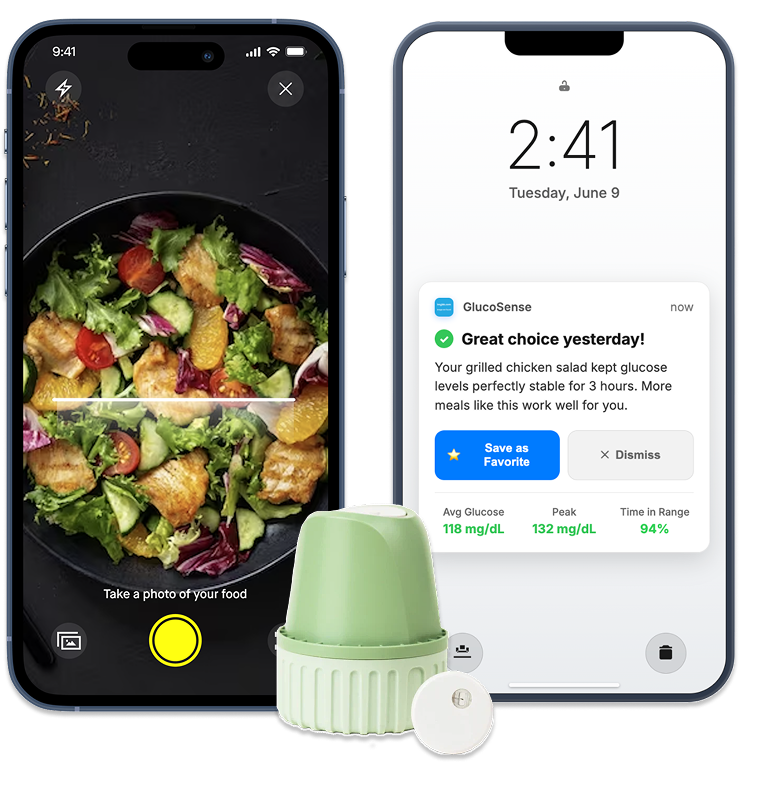 9:41
Take a photo of your food
2:41
Tuesday, June 9
GlucoSense
now
Great choice yesterday!
Your grilled chicken salad kept glucose
levels perfectly stable for 3 hours. More
meals like this work well for you.
Save as
Favorite
Dismiss
Avg Glucose
Peak
Time in Range
118 mg/dL
132 mg/dL
94%